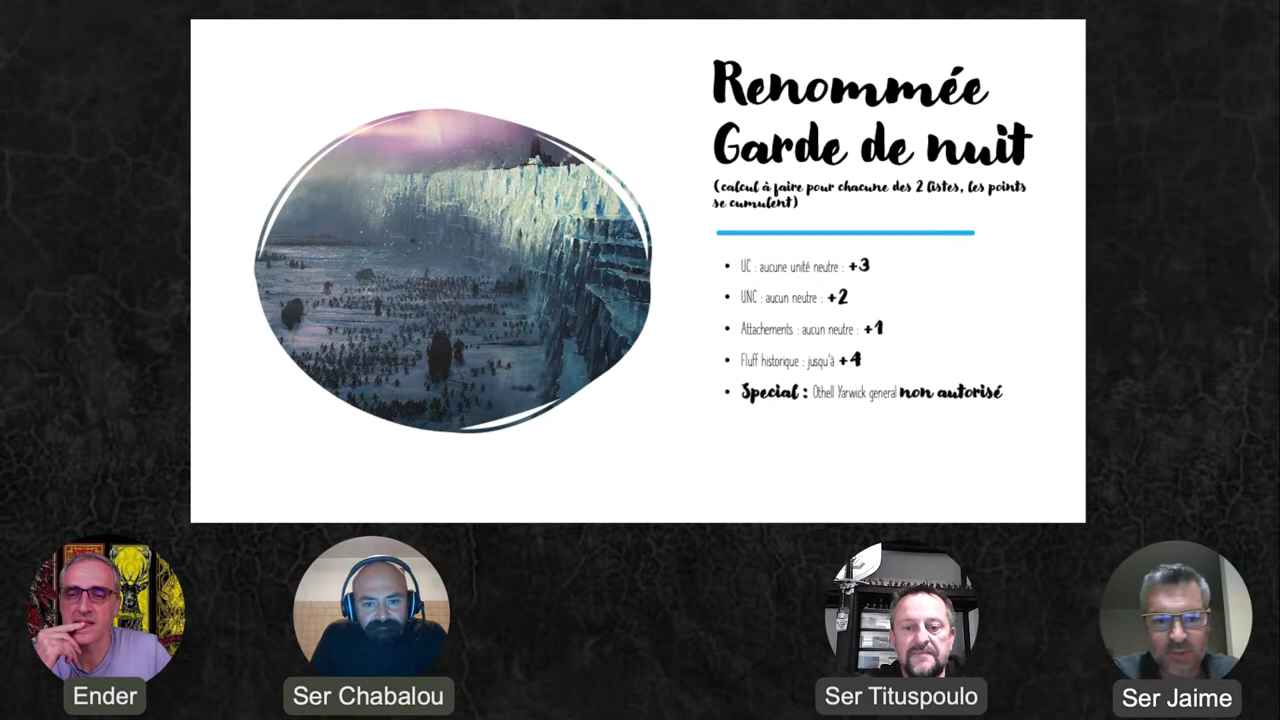 Renommée
Garde de nuit
(calcul à faire pour chacune des 2 listes, les points
se cumulent)
• UC : aucune unité neutre : +3
• UNC : aucun neutre : +2
• Attachements : aucun neutre : +1
• Fluff historique : jusqu'à +4
• Special : Othell Yarwick general non autorisé
Ender
Ser Chabalou
Ser Tituspoulo
Ser Jaime